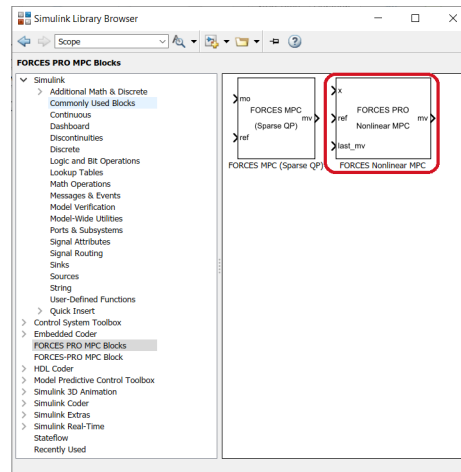 Simulink Library Browser
Scope
FORCES PRO MPC Blocks
Simulink
Additional Math & Discrete
Commonly Used Blocks
Continuous
Dashboard
Discontinuities
Discrete
Logic and Bit Operations
Lookup Tables
Math Operations
Messages & Events
Model Verification
Model-Wide Utilities
Ports & Subsystems
Signal Attributes
Signal Routing
Sinks
Sources
String
User-Defined Functions
Quick Insert
Control System Toolbox
Embedded Coder
FORCES PRO MPC Blocks
FORCES-PRO MPC Block
HDL Coder
Model Predictive Control Toolbox
Simulink 3D Animation
Simulink Coder
Simulink Extras
Simulink Real-Time
Stateflow
Recently Used
mo
FORCES MPC
mv
(Sparse QP)
ref
FORCES MPC (Sparse QP)
x
FORCES PRO
ref
mv
Nonlinear MPC
last_mv
FORCES Nonlinear MPC